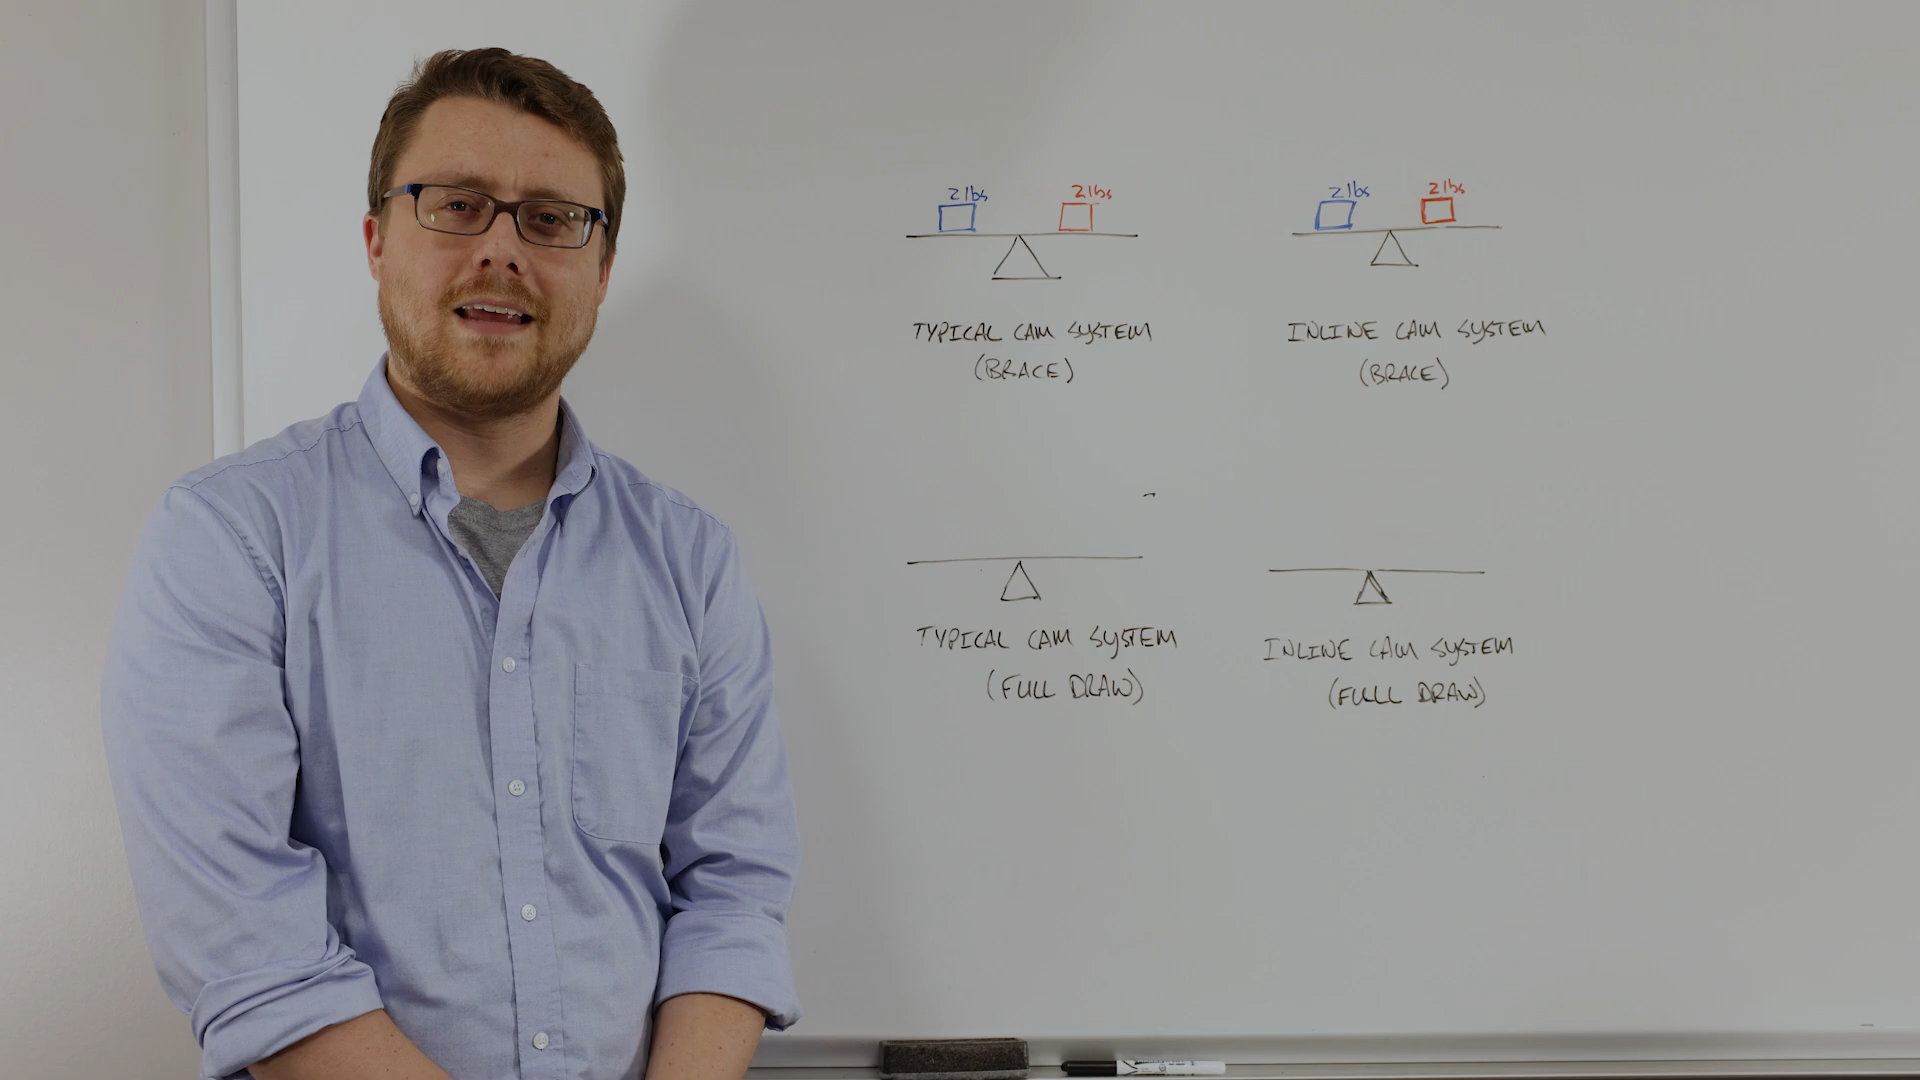 2 lbs 2 lbs
TYPICAL CAM SYSTEM
(BRACE)
2 lbs 2 lbs
INLINE CAM SYSTEM
(BRACE)
TYPICAL CAM SYSTEM
(FULL DRAW)
INLINE CAM SYSTEM
(FULL DRAW)